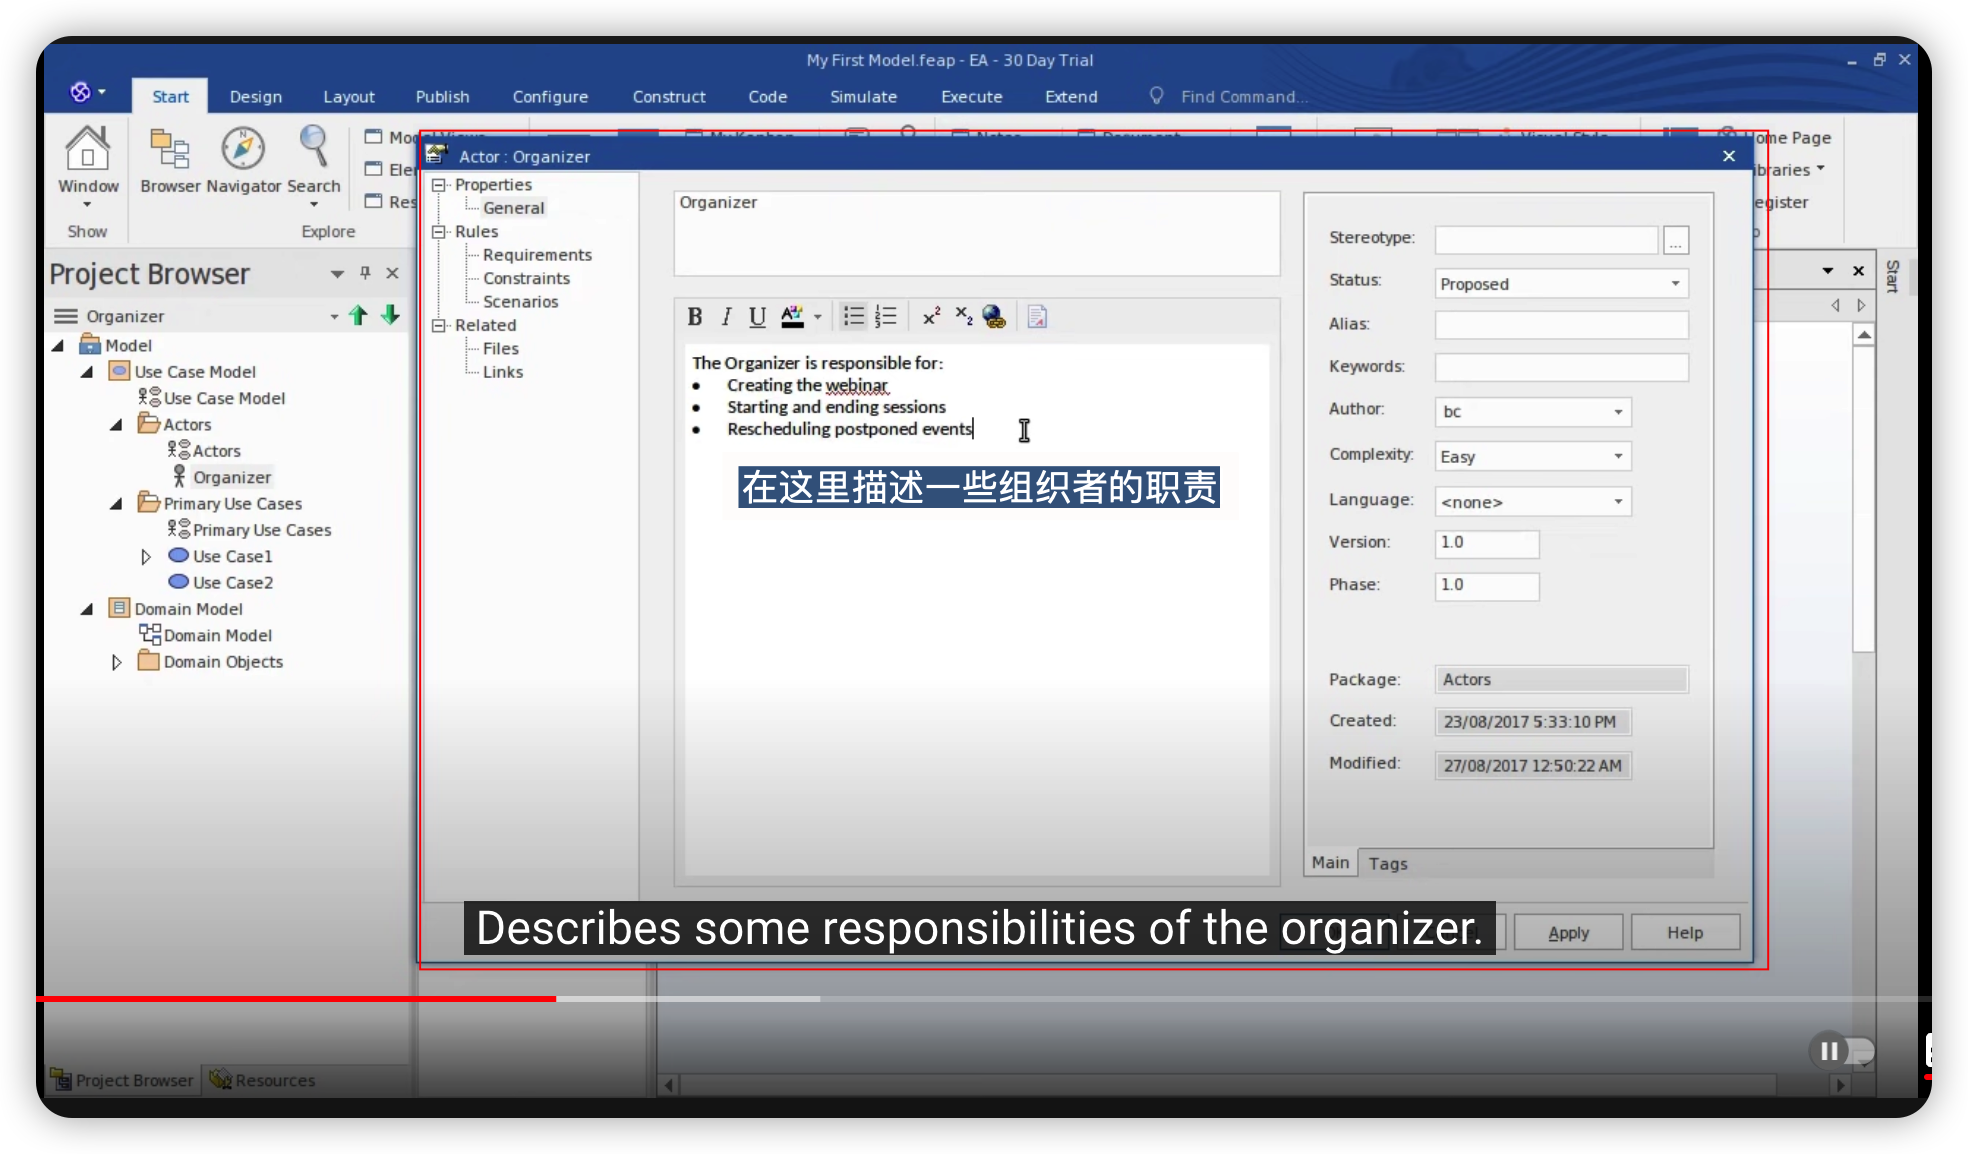 My First Model.feap - EA - 30 Day Trial
Start
Design
Layout
Publish
Configure
Construct
Code
Simulate
Execute
Extend
Find Command...
Window
Browser
Navigator
Search
Show
Explore
ome Page
ibraries
egister
Project Browser
Organizer
Model
Use Case Model
Use Case Model
Actors
Actors
Organizer
Primary Use Cases
Primary Use Cases
Use Case1
Use Case2
Domain Model
Domain Model
Domain Objects
Project Browser
Resources
Actor : Organizer
Properties
General
Rules
Requirements
Constraints
Scenarios
Related
Files
Links
Organizer
The Organizer is responsible for:
• Creating the webinar
• Starting and ending sessions
• Rescheduling postponed events
在这里描述一些组织者的职责
Stereotype:
...
Status: Proposed
Alias:
Keywords:
Author: bc
Complexity: Easy
Language: <none>
Version: 1.0
Phase: 1.0
Package: Actors
Created: 23/08/2017 5:33:10 PM
Modified: 27/08/2017 12:50:22 AM
Main
Tags
Apply
Help
Start
Describes some responsibilities of the organizer.